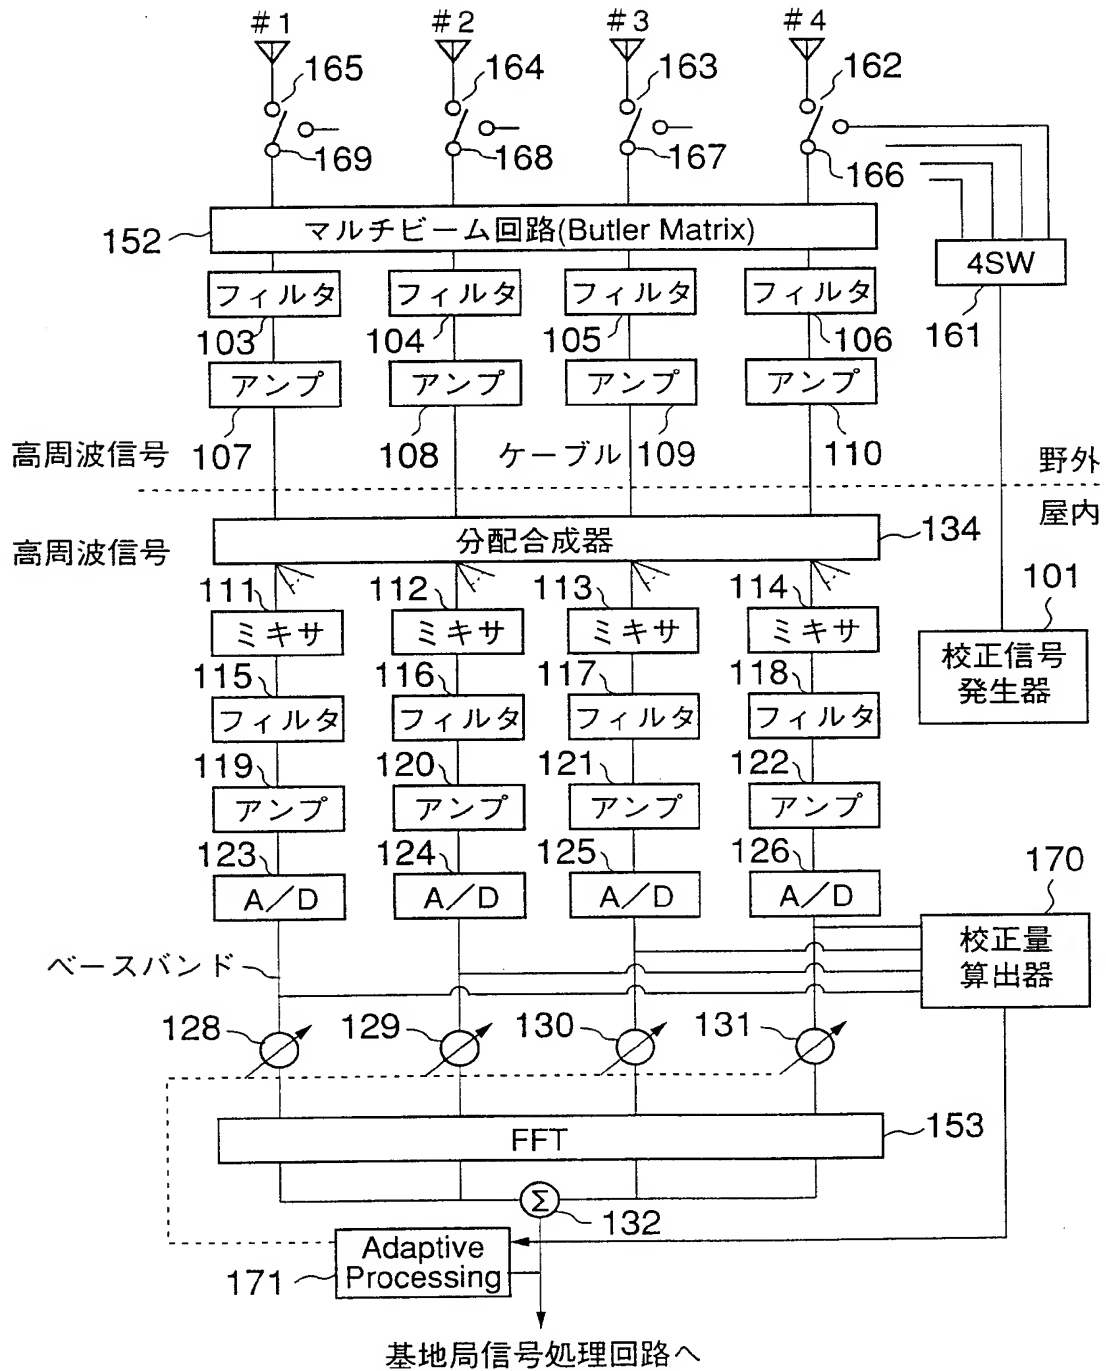 #1 #2 #3 #4
165 164 163 162
169 168 167 166
152 マルチビーム回路(Butler Matrix)
4SW
161
フィルタ フィルタ フィルタ フィルタ
103 104 105 106
アンプ アンプ アンプ アンプ
高周波信号 107 108 ケーブル 109 110 野外
屋内
高周波信号 分配合成器 134
111 112 113 114 101
ミキサ ミキサ ミキサ ミキサ
校正信号
発生器
115 116 117 118
フィルタ フィルタ フィルタ フィルタ
119 120 121 122
アンプ アンプ アンプ アンプ
123 124 125 126 170
A/D A/D A/D A/D
校正量
算出器
ベースバンド
128 129 130 131
FFT 153
Σ 132
Adaptive
Processing
171
基地局信号処理回路へ